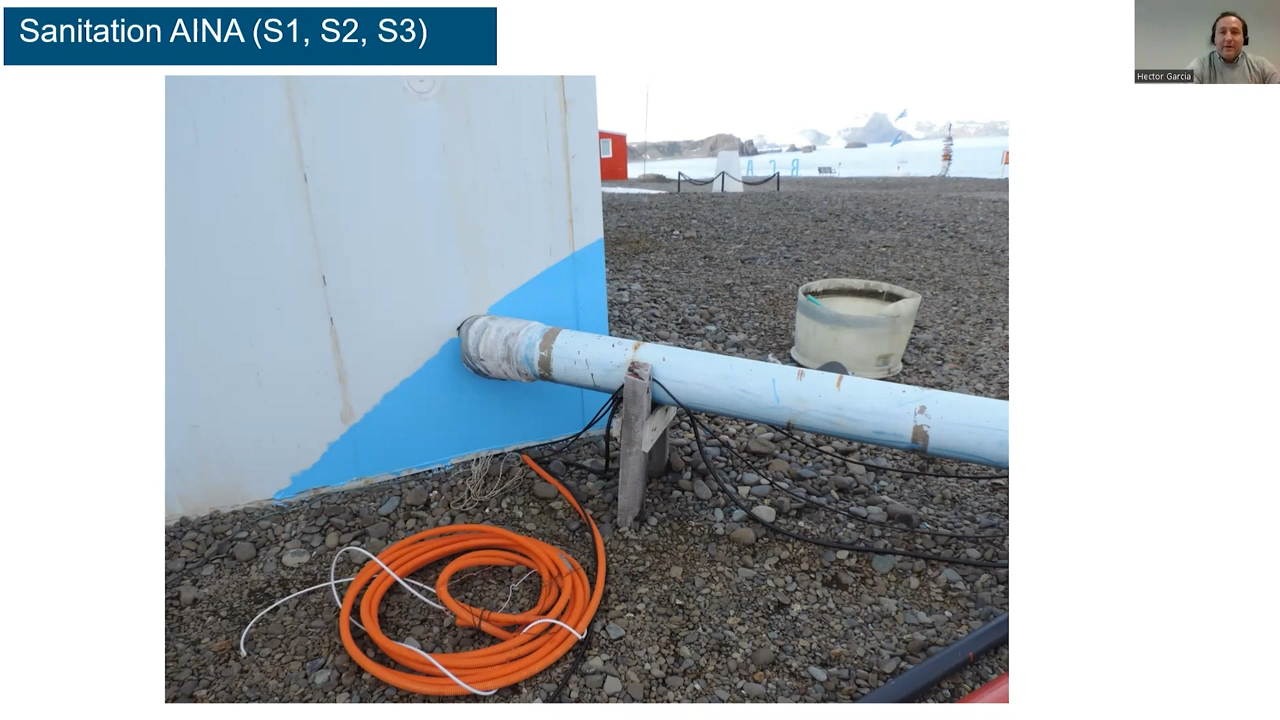 Sanitation AINA (S1, S2, S3)
Hector Garcia